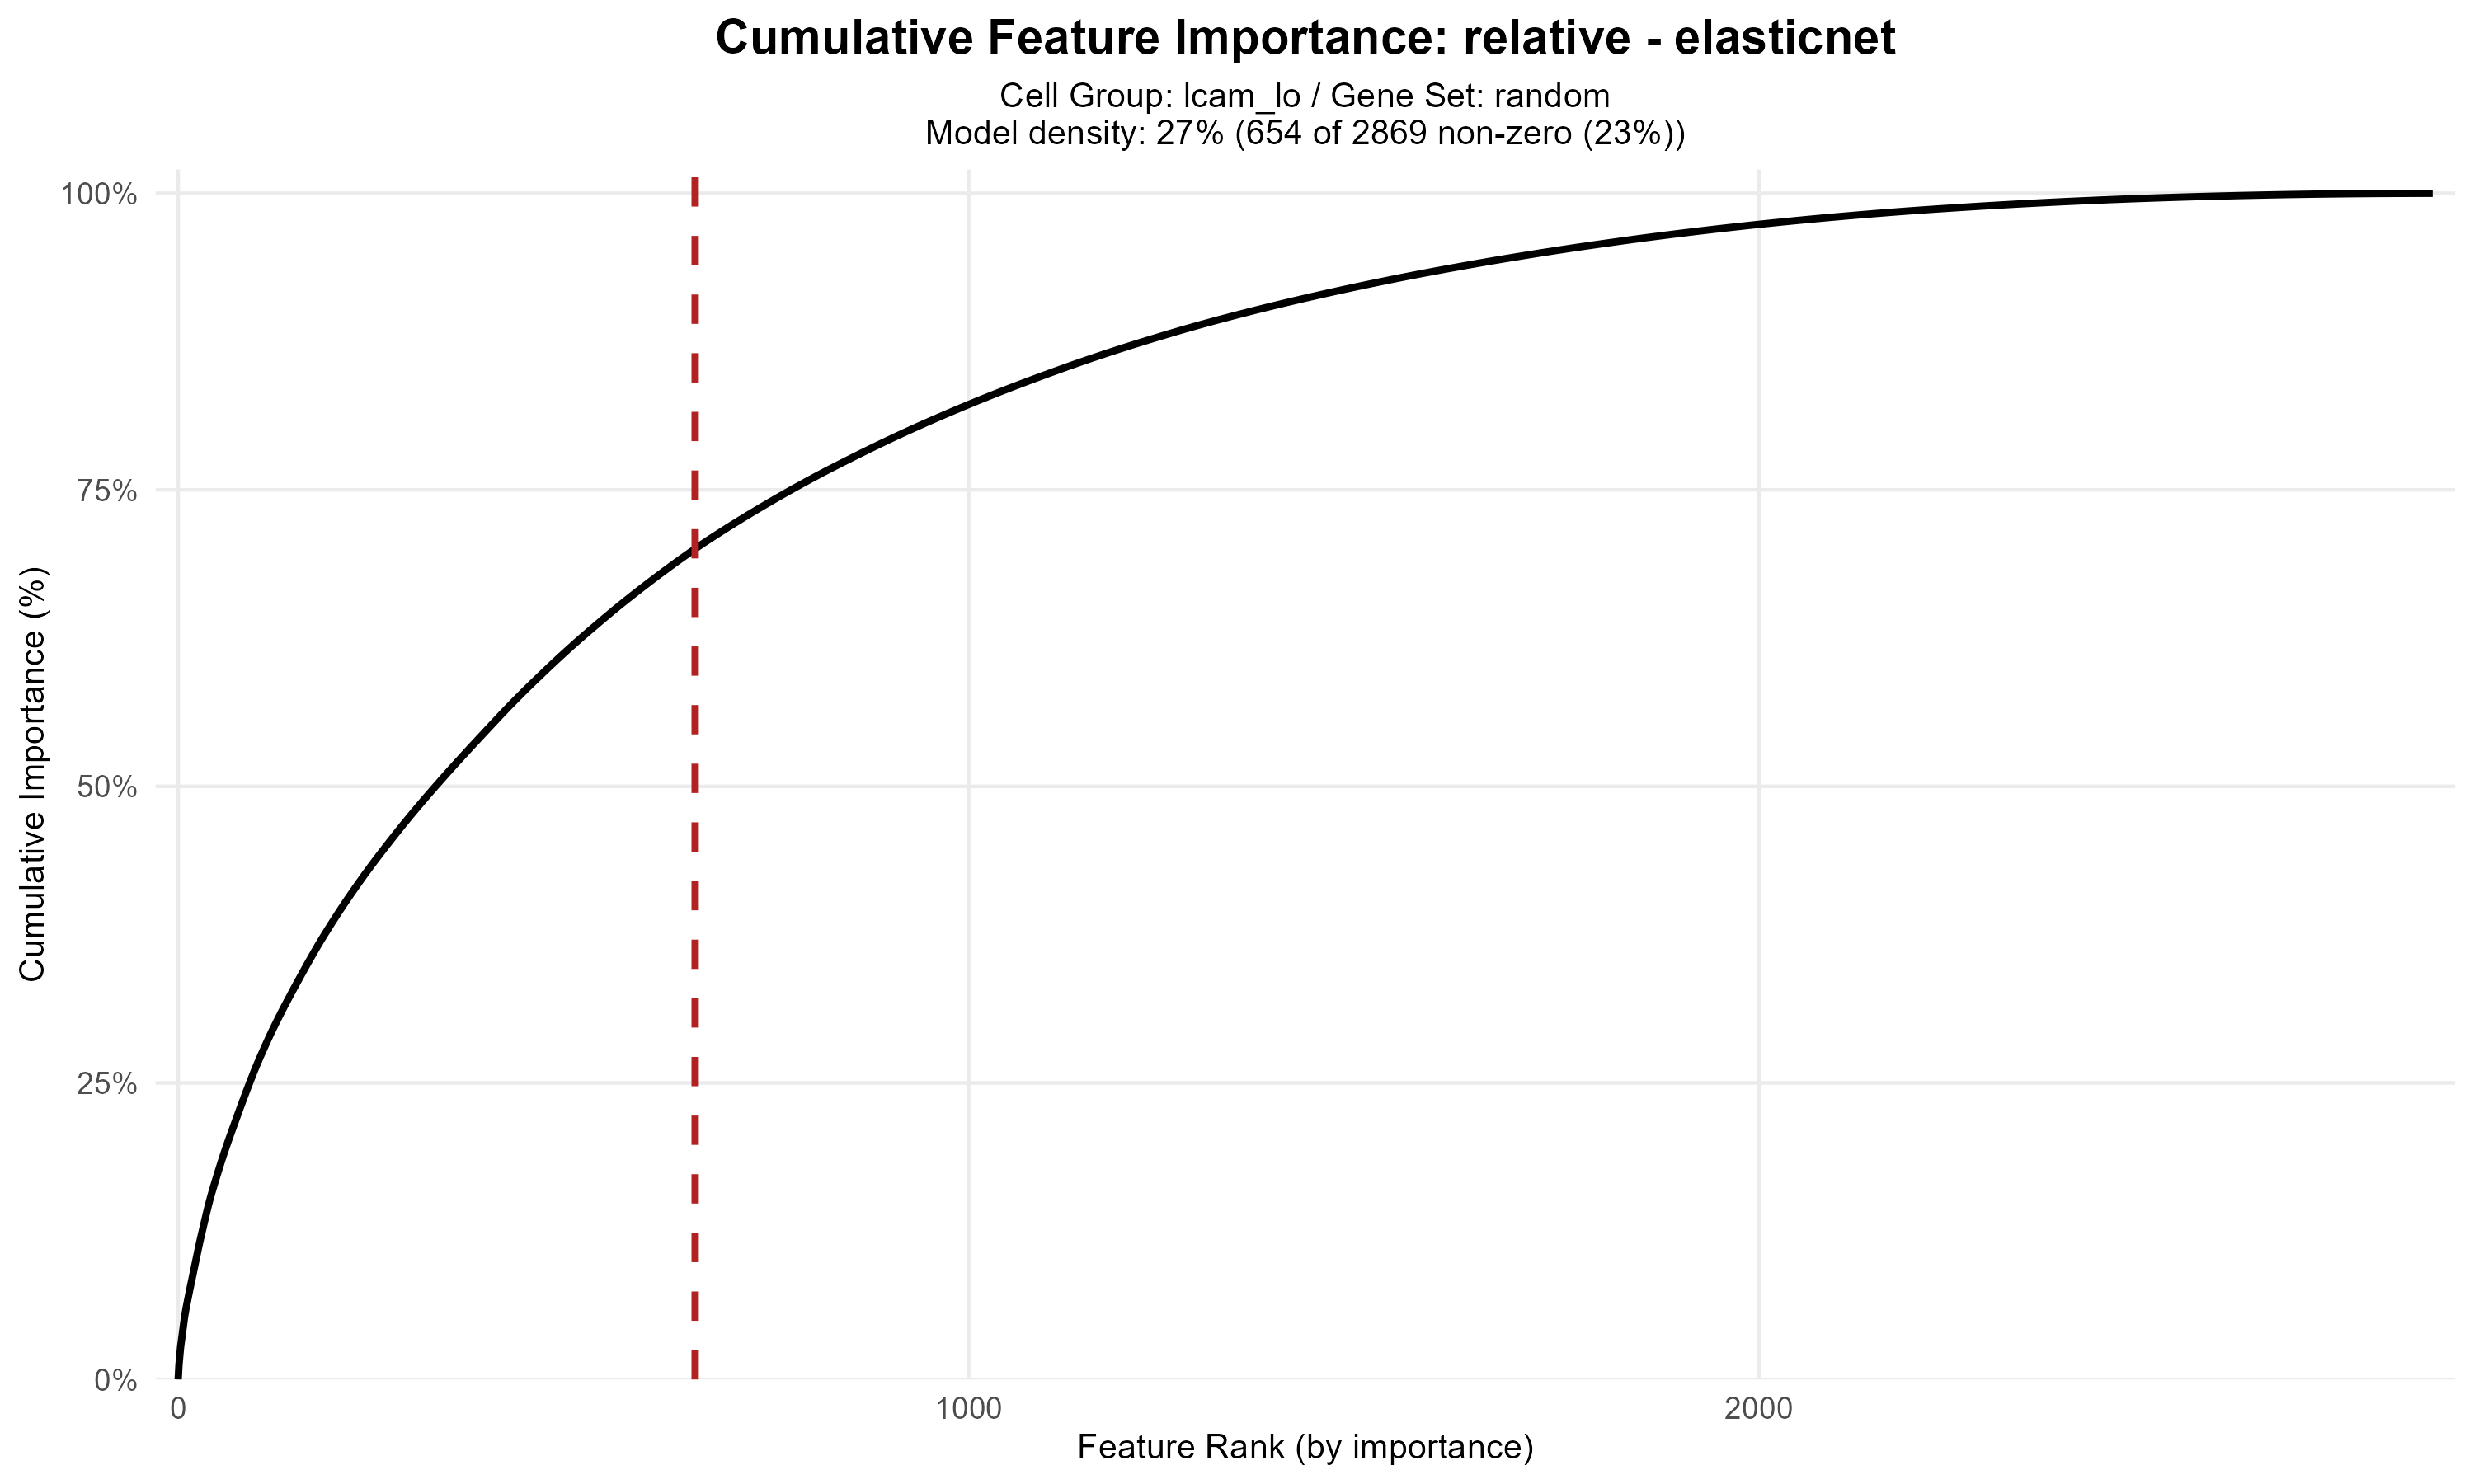 Cumulative Feature Importance: relative - elasticnet
Cell Group: lcam_lo / Gene Set: random
Model density: 27% (654 of 2869 non-zero (23%))
100%
75%
50%
25%
0%
Cumulative Importance (%)
0
1000
2000
Feature Rank (by importance)